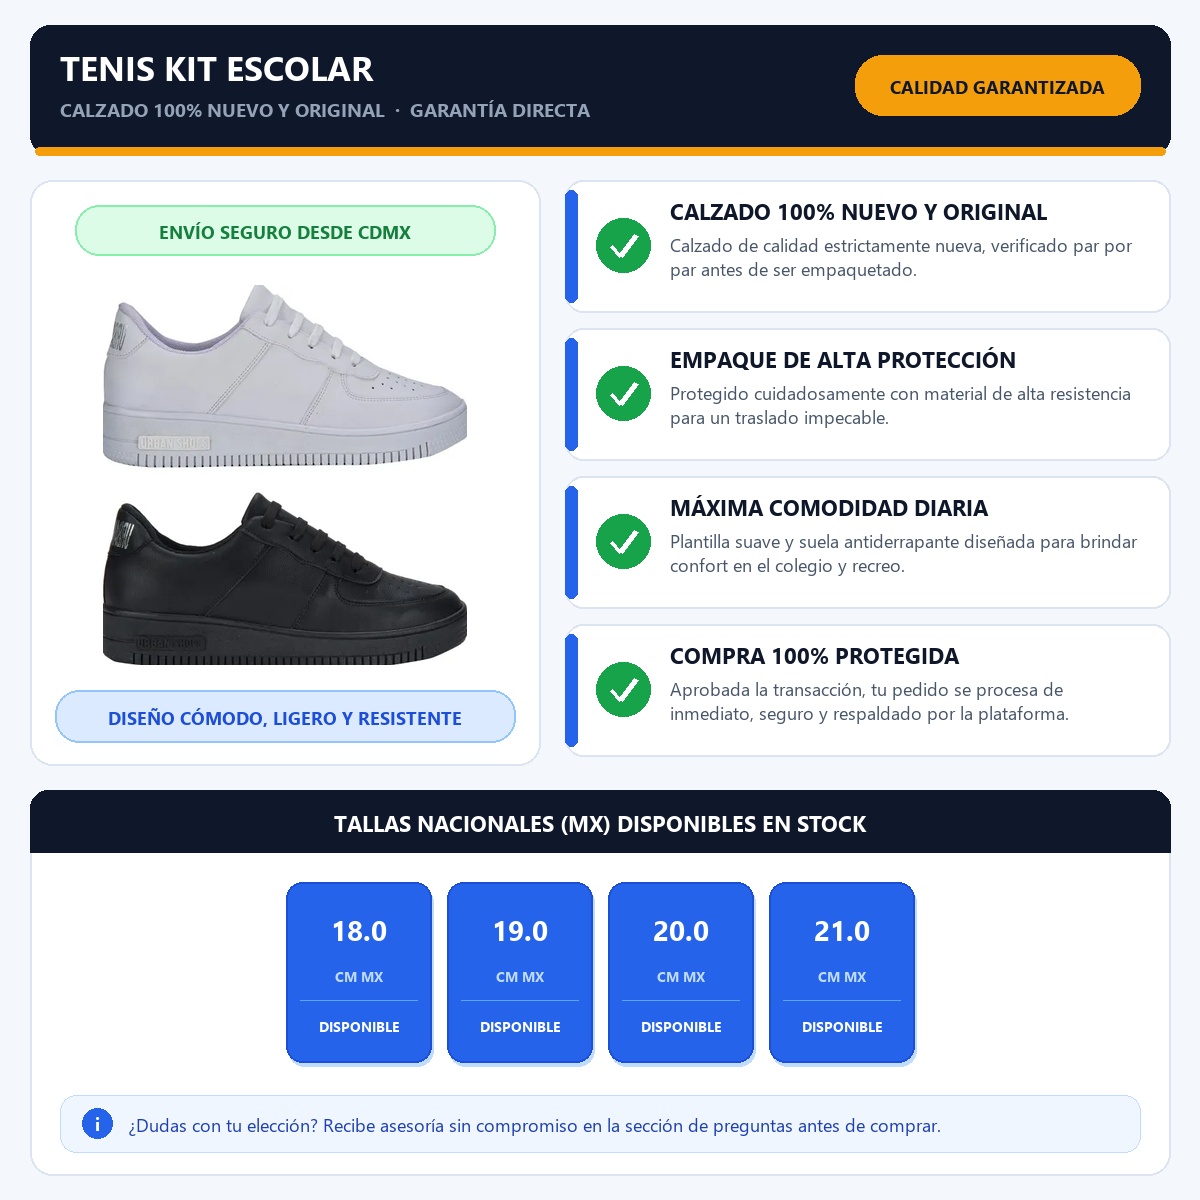 TENIS KIT ESCOLAR
CALZADO 100% NUEVO Y ORIGINAL · GARANTÍA DIRECTA
CALIDAD GARANTIZADA
ENVÍO SEGURO DESDE CDMX
URBAN SHOES
URBAN SHOES
DISEÑO CÓMODO, LIGERO Y RESISTENTE
CALZADO 100% NUEVO Y ORIGINAL
Calzado de calidad estrictamente nueva, verificado par por
par antes de ser empaquetado.
EMPAQUE DE ALTA PROTECCIÓN
Protegido cuidadosamente con material de alta resistencia
para un traslado impecable.
MÁXIMA COMODIDAD DIARIA
Plantilla suave y suela antiderrapante diseñada para brindar
confort en el colegio y recreo.
COMPRA 100% PROTEGIDA
Aprobada la transacción, tu pedido se procesa de
inmediato, seguro y respaldado por la plataforma.
TALLAS NACIONALES (MX) DISPONIBLES EN STOCK
18.0
CM MX
DISPONIBLE
19.0
CM MX
DISPONIBLE
20.0
CM MX
DISPONIBLE
21.0
CM MX
DISPONIBLE
¿Dudas con tu elección? Recibe asesoría sin compromiso en la sección de preguntas antes de comprar.